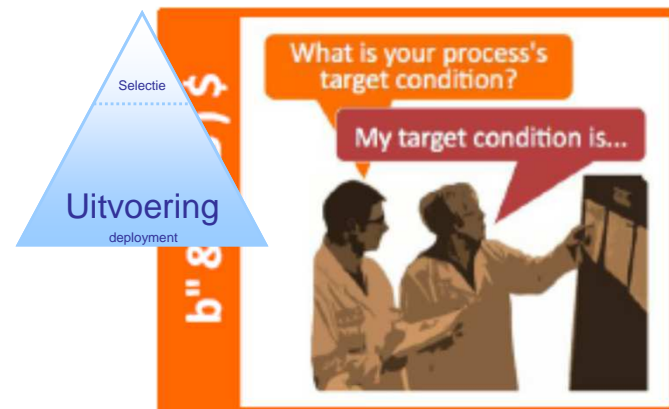 Selectie
Uitvoering
deployment
What is your process's
target condition?
My target condition is...